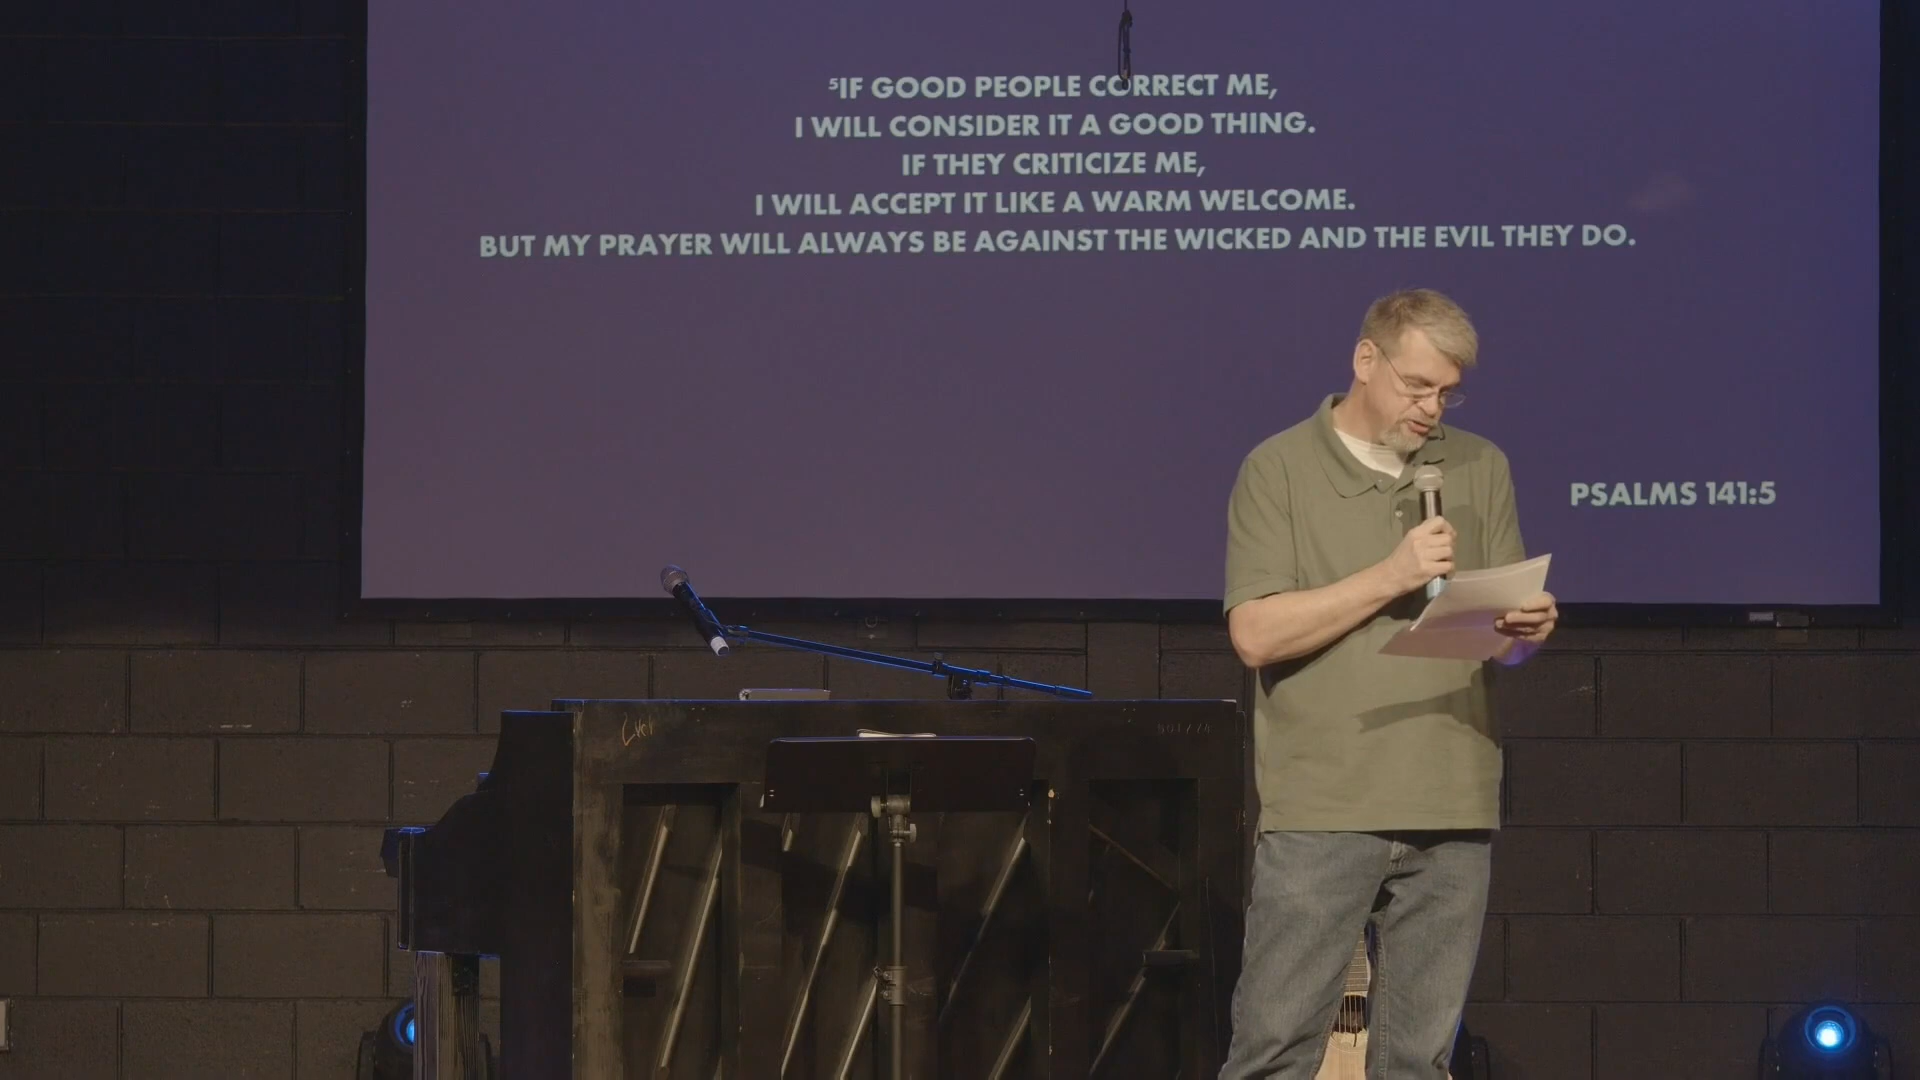 ⁵IF GOOD PEOPLE CORRECT ME,
I WILL CONSIDER IT A GOOD THING.
IF THEY CRITICIZE ME,
I WILL ACCEPT IT LIKE A WARM WELCOME.
BUT MY PRAYER WILL ALWAYS BE AGAINST THE WICKED AND THE EVIL THEY DO.
PSALMS 141:5